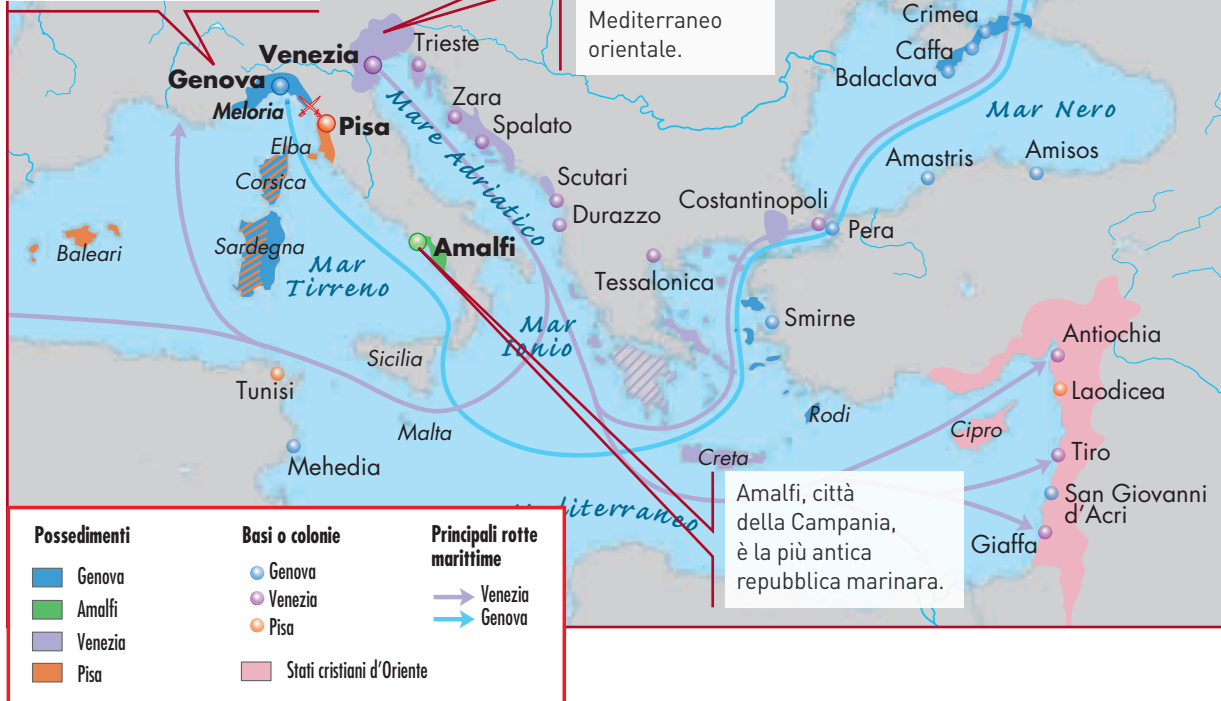 Mediterraneo
orientale.
Crimea
Caffa
Balaclava
Mar Nero
Venezia
Trieste
Genova
Meloria
Pisa
Zara
Spalato
Mare Adriatico
Elba
Corsica
Scutari
Durazzo
Amastris
Amisos
Costantinopoli
Pera
Baleari
Sardegna
Mar
Tirreno
Amalfi
Tessalonica
Smirne
Mar
Ionio
Sicilia
Tunisi
Antiochia
Laodicea
Rodi
Cipro
Malta
Mehedia
Creta
Tiro
San Giovanni
d'Acri
Giaffa
diterraneo
Amalfi, città
della Campania,
è la più antica
repubblica marinara.
Possedimenti
Genova
Amalfi
Venezia
Pisa
Basi o colonie
Genova
Venezia
Pisa
Stati cristiani d'Oriente
Principali rotte
marittime
Venezia
Genova